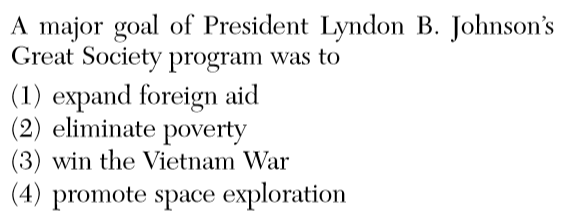 A major goal of President Lyndon B. Johnson’s
Great Society program was to
(1) expand foreign aid
(2) eliminate poverty
(3) win the Vietnam War
(4) promote space exploration